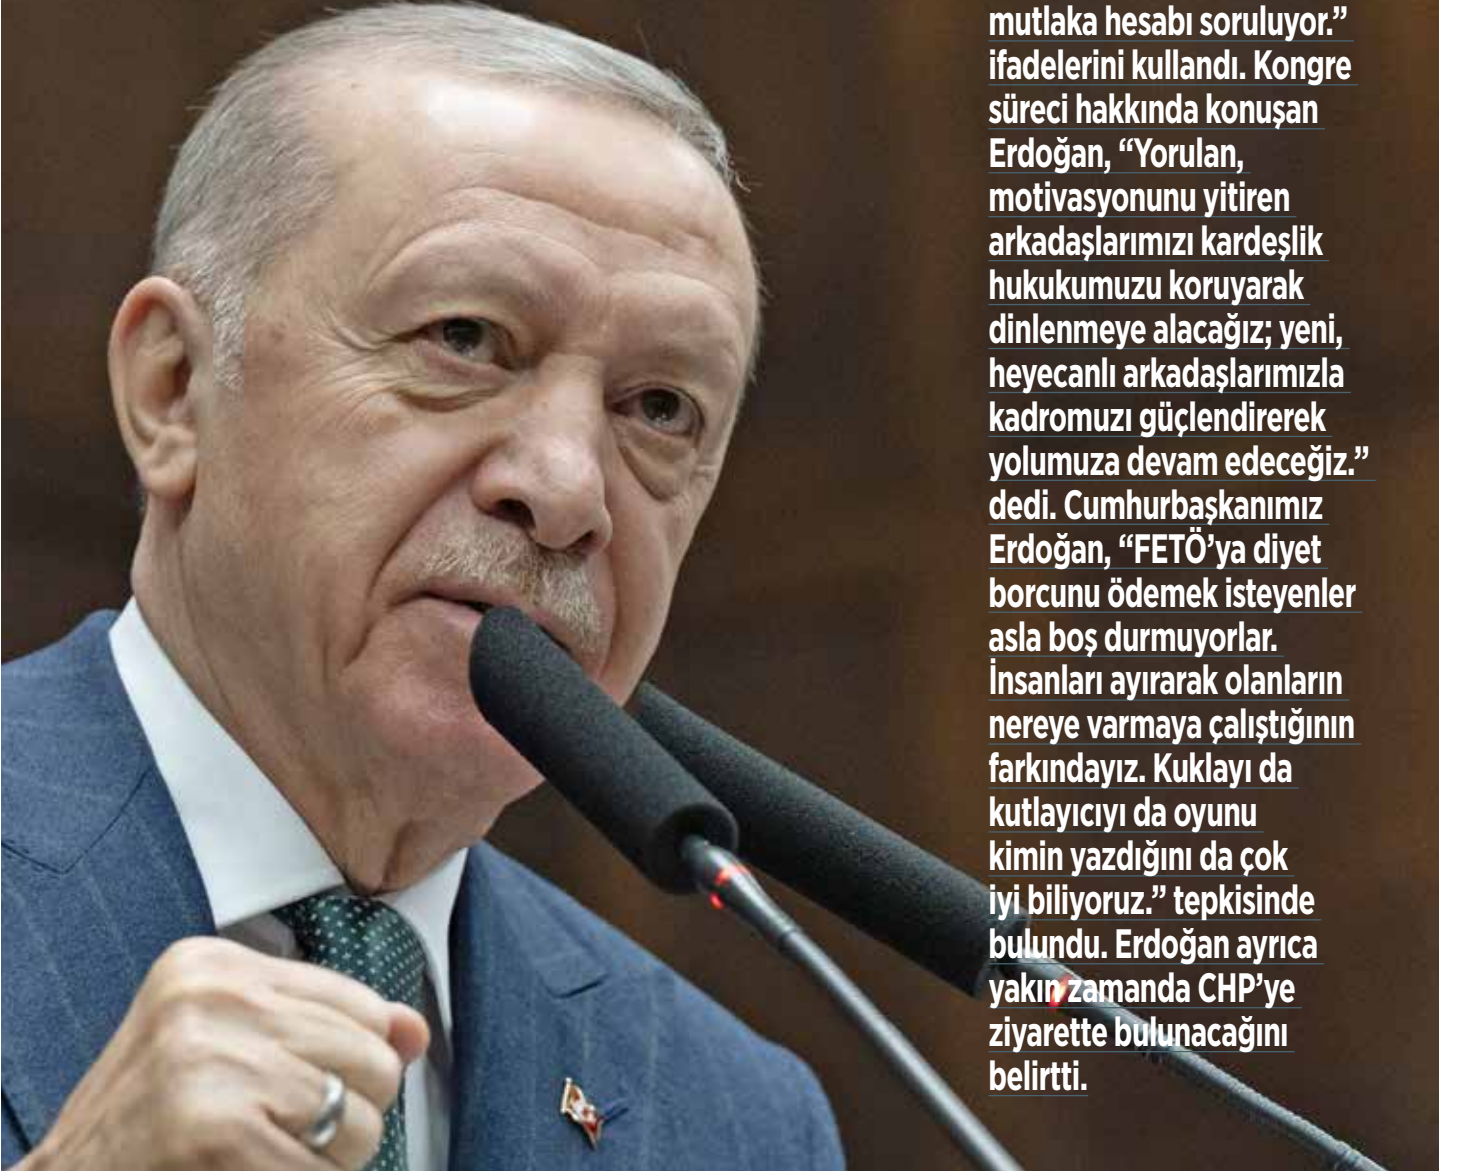 mutlaka hesabı soruluyor.”
ifadelerini kullandı. Kongre
süreci hakkında konuşan
Erdoğan, “Yorulan,
motivasyonunu yitiren
arkadaşlarımızı kardeşlik
hukukumuzu koruyarak
dinlenmeye alacağız; yeni,
heyecanlı arkadaşlarımızla
kadromuzı güçlendirerek
yolumuza devam edeceğiz.”
dedi. Cumhurbaşkanımız
Erdoğan, “FETÖ’ya diyet
borcunu ödemek isteyenler
asla boş durmuyorlar.
İnsanları ayırarak olanların
nereye varmaya çalıştığının
farkındayız. Kuklayı da
kutlayıcıyı da oyunu
kimin yazdığını da çok
iyi biliyoruz.” tepkisinde
bulundu. Erdoğan ayrıca
yakın zamanda CHP’ye
ziyarette bulunacağını
belirtti.